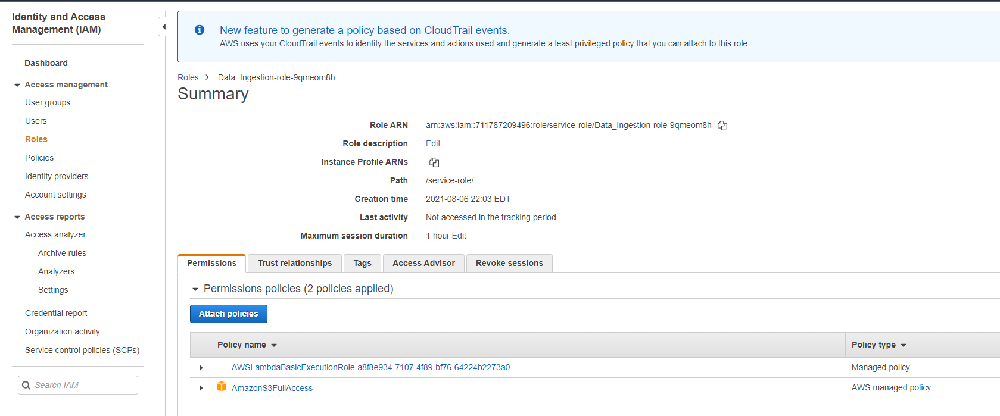 Identity and Access
Management (IAM)
Dashboard
Access management
User groups
Users
Roles
Policies
Identity providers
Account settings
Access reports
Access analyzer
Archive rules
Analyzers
Settings
Credential report
Organization activity
Service control policies (SCPs)
Search IAM
New feature to generate a policy based on CloudTrail events.
AWS uses your CloudTrail events to identity the services and actions used and generate a least privileged policy that you can attach to this role.
Roles > Data_Ingestion-role-9qmeom8h
Summary
Role ARN arn:aws:iam::711787209496:role/service-role/Data_Ingestion-role-9qmeom8h
Role description Edit
Instance Profile ARNs
Path /service-role/
Creation time 2021-08-06 22:03 EDT
Last activity Not accessed in the tracking period
Maximum session duration 1 hour Edit
Permissions Trust relationships Tags Access Advisor Revoke sessions
Permissions policies (2 policies applied)
Attach policies
Policy name Policy type
AWSLambdaBasicExecutionRole-a8f8e934-7107-4f89-bf76-64224b2273a0 Managed policy
AmazonS3FullAccess AWS managed policy